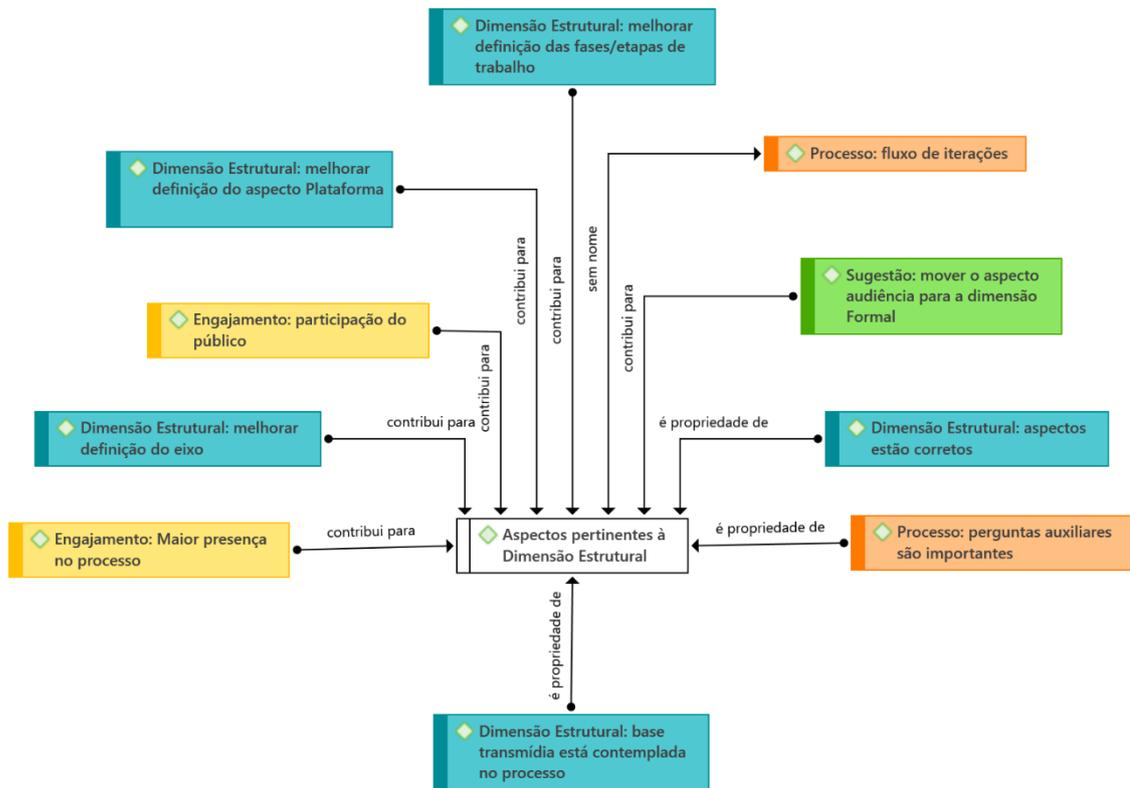 Dimensão Estrutural: melhorar
definição das fases/etapas de
trabalho
Processo: fluxo de iterações
Dimensão Estrutural: melhorar
definição do aspecto Plataforma
sem nome
contribui para
contribui para
Sugestão: mover o aspecto
audiência para a dimensão
Formal
contribui para
Engajamento: participação do
público
contribui para
Dimensão Estrutural: melhorar
definição do eixo
contribui para
é propriedade de
Dimensão Estrutural: aspectos
estão corretos
Engajamento: Maior presença
no processo
contribui para
Aspectos pertinentes à
Dimensão Estrutural
é propriedade de
Processo: perguntas auxiliares
são importantes
é propriedade de
Dimensão Estrutural: base
transmídia está contemplada
no processo